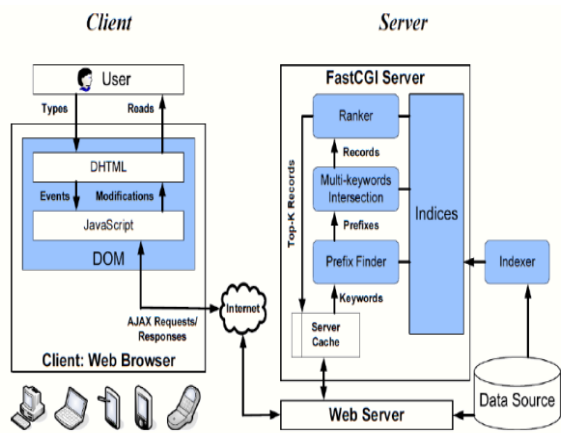 Client
User
Types
Reads
DHTML
Events
Modifications
JavaScript
DOM
AJAX Requests/
Responses
Client: Web Browser
Internet
Server
FastCGI Server
Ranker
Records
Multi-keywords
Intersection
Prefixes
Prefix Finder
Keywords
Top-K Records
Server
Cache
Indices
Indexer
Web Server
Data Source